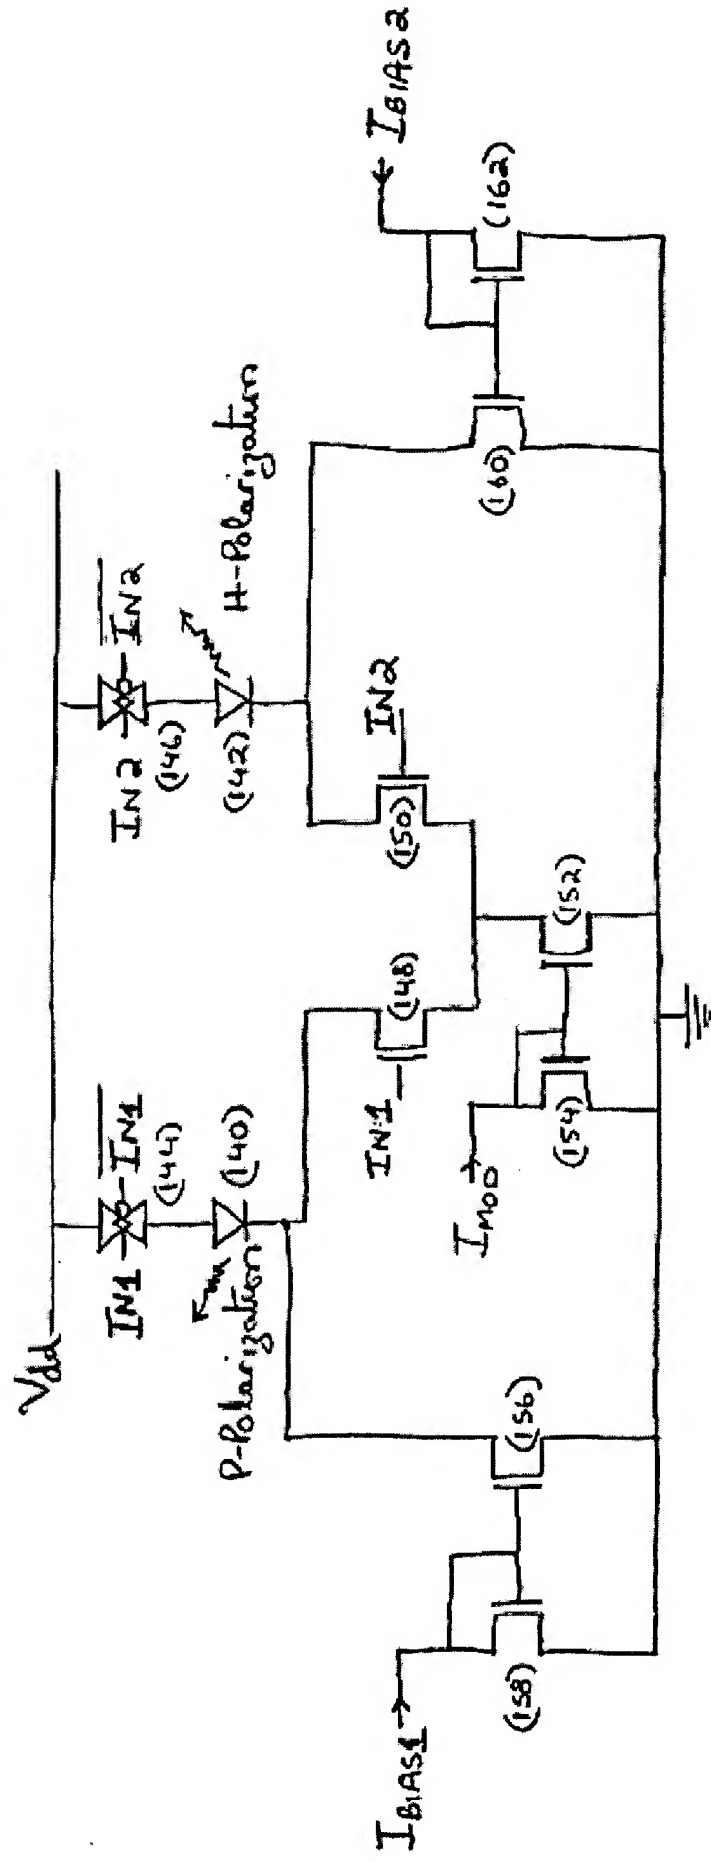 Vdd
IN1
IN1
(144)
IN2
IN2
(146)
P-Polarization
(140)
(142)
H-Polarization
IN1
(148)
(150)
IN2
IBIAS1
(158)
(156)
IMOD
(154)
(152)
(160)
(162)
IBIAS2